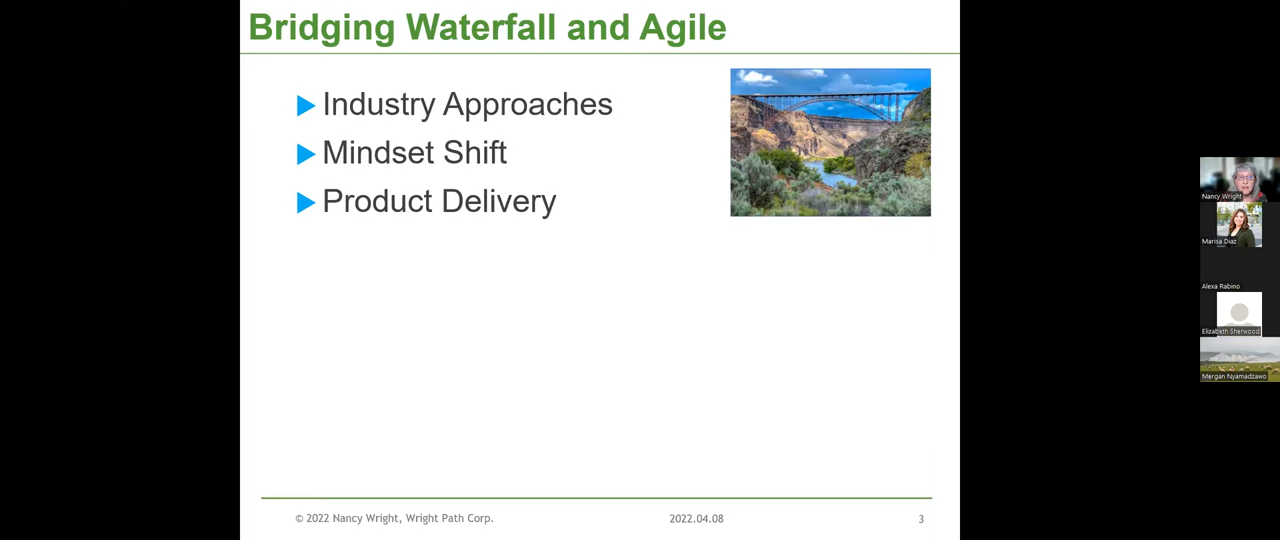 Bridging Waterfall and Agile
Industry Approaches
Mindset Shift
Product Delivery
© 2022 Nancy Wright, Wright Path Corp.
2022.04.08
3
Nancy Wright
Marisa Diaz
Alexa Rabino
Elizabeth Sherwood
Mergan Nyamadzawo